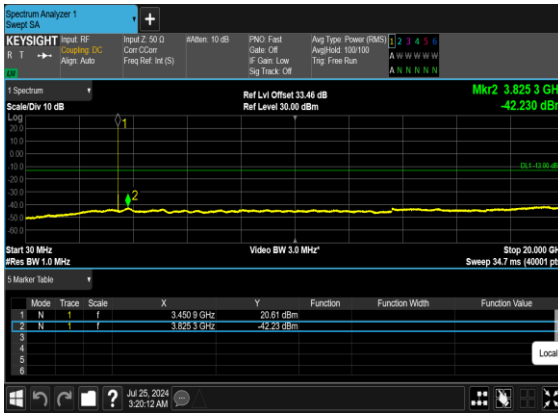 Spectrum Analyzer 1
Swept SA
+
KEYSIGHT Input: RF Input Z: 50 Ω #Atten: 10 dB PNO: Fast Avg Type: Power (RMS) 1 2 3 4 5 6
R T Coupling: DC Corr CCorr Gate: Off Avg|Hold: 100/100 A W W W W W
Align: Auto Freq Ref: Int (S) IF Gain: Low Trig: Free Run
LXI Sig Track: Off A N N N N N
1 Spectrum Ref Lvl Offset 33.46 dB Mkr2 3.825 3 GH
Scale/Div 10 dB Ref Level 30.00 dBm -42.230 dBr
Log
20.0
10.0
0.00
-10.0
-20.0
-30.0
-40.0
-50.0
-60.0
1
2
DL1 -13.00 dB
Start 30 MHz Video BW 3.0 MHz* Stop 20.000 GH
#Res BW 1.0 MHz Sweep 34.7 ms (40001 pt
5 Marker Table
Mode Trace Scale X Y Function Function Width Function Value
1 N 1 f 3.450 9 GHz 20.61 dBm
2 N 1 f 3.825 3 GHz -42.23 dBm
3
4
5
6
Local
? Jul 25, 2024
3:20:12 AM